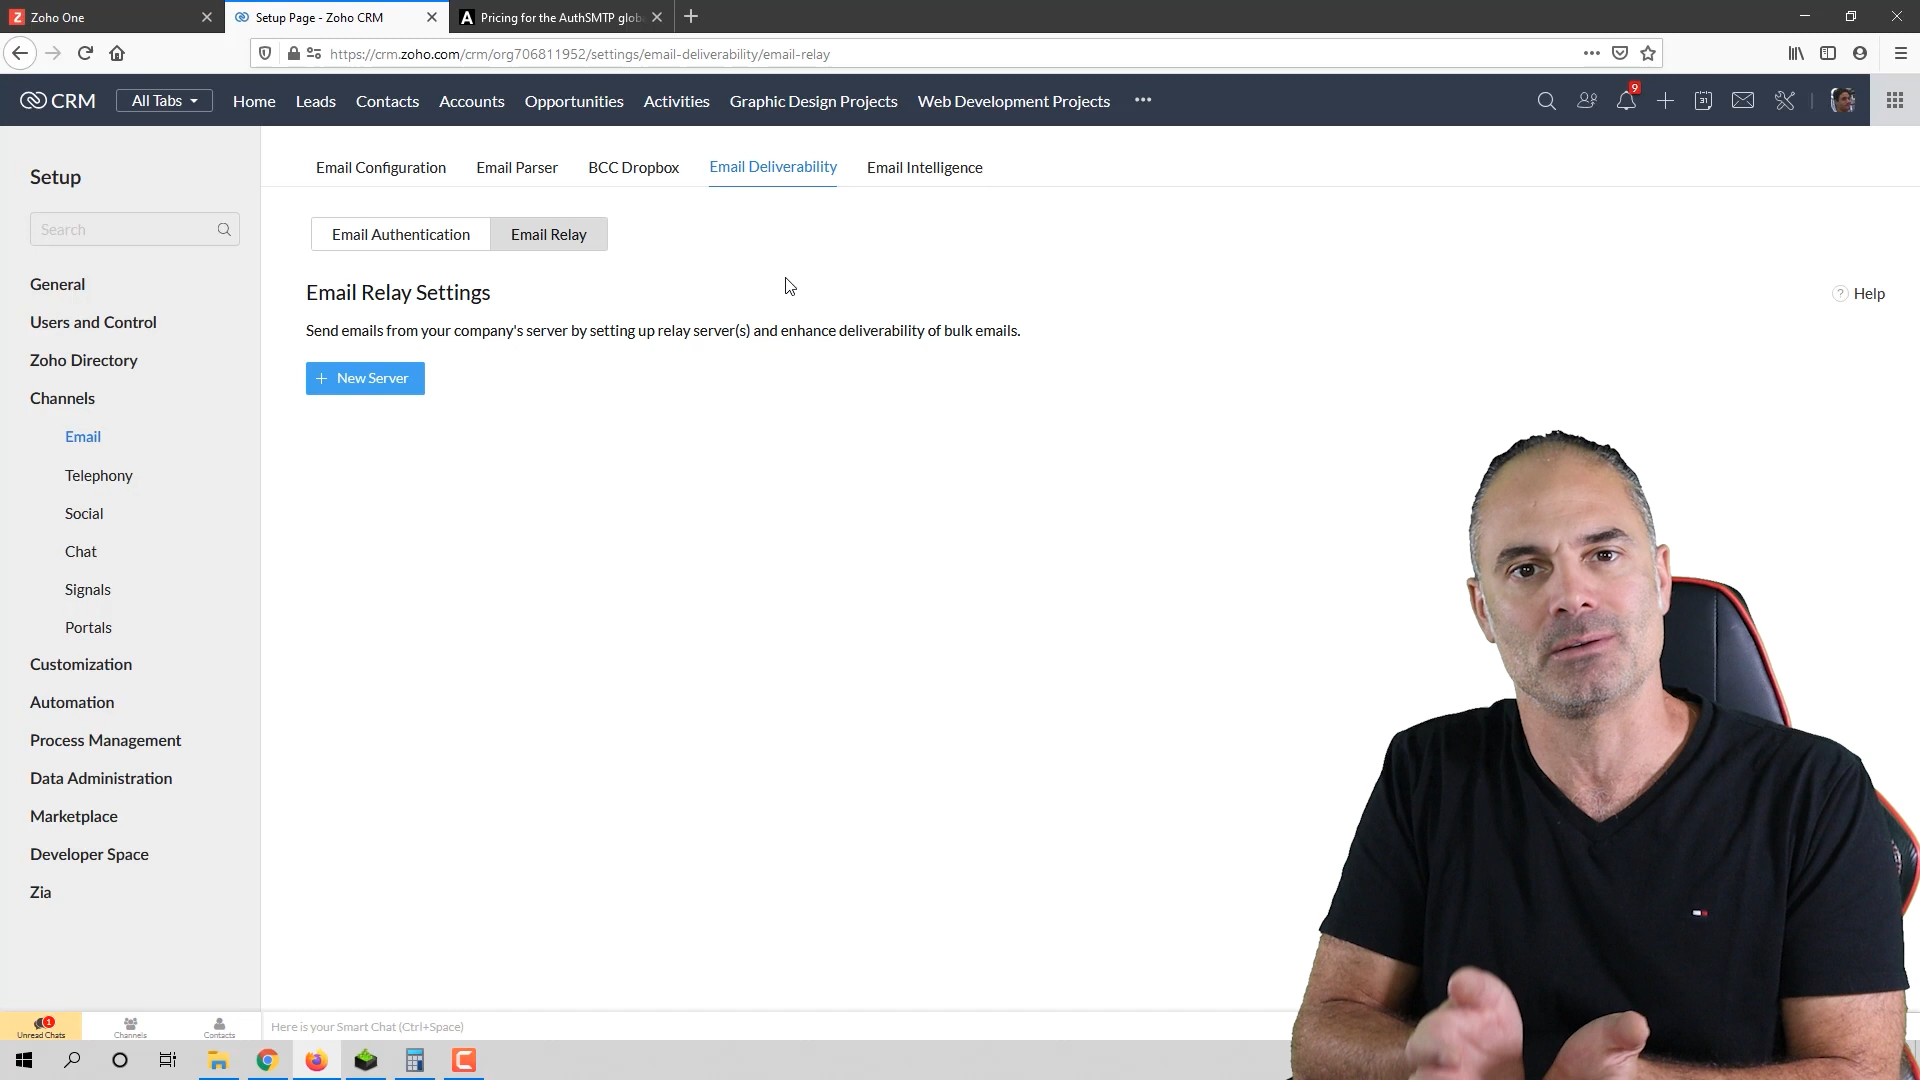 Zoho One
Setup Page - Zoho CRM
Pricing for the AuthSMTP glob
https://crm.zoho.com/crm/org706811952/settings/email-deliverability/email-relay
CRM
All Tabs
Home
Leads
Contacts
Accounts
Opportunities
Activities
Graphic Design Projects
Web Development Projects
9
31
Setup
Search
General
Users and Control
Zoho Directory
Channels
Email
Telephony
Social
Chat
Signals
Portals
Customization
Automation
Process Management
Data Administration
Marketplace
Developer Space
Zia
Email Configuration
Email Parser
BCC Dropbox
Email Deliverability
Email Intelligence
Email Authentication
Email Relay
Email Relay Settings
? Help
Send emails from your company's server by setting up relay server(s) and enhance deliverability of bulk emails.
+ New Server
1
Unread Chats
Channels
Contacts
Here is your Smart Chat (Ctrl+Space)